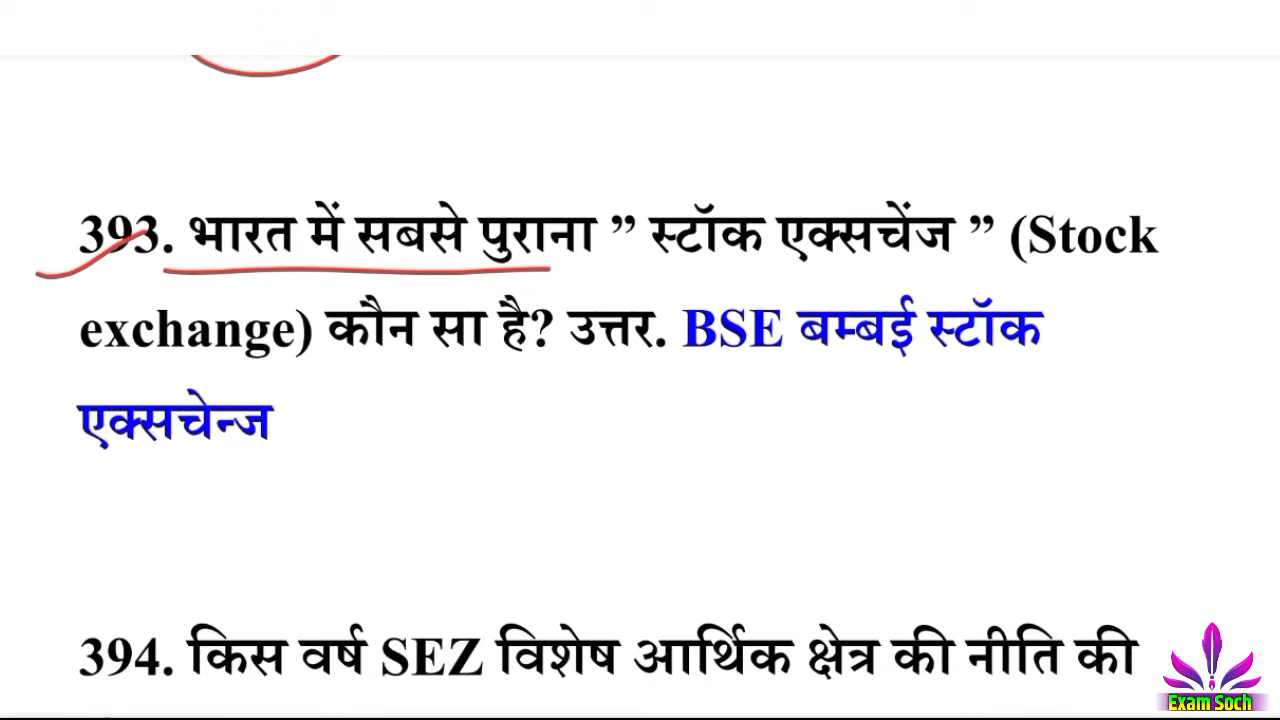 393. भारत में सबसे पुराना ” स्टॉक एक्सचेंज ” (Stock
exchange) कौन सा है? उत्तर. BSE बम्बई स्टॉक
एक्सचेन्ज
394. किस वर्ष SEZ विशेष आर्थिक क्षेत्र की नीति की
Exam Soch